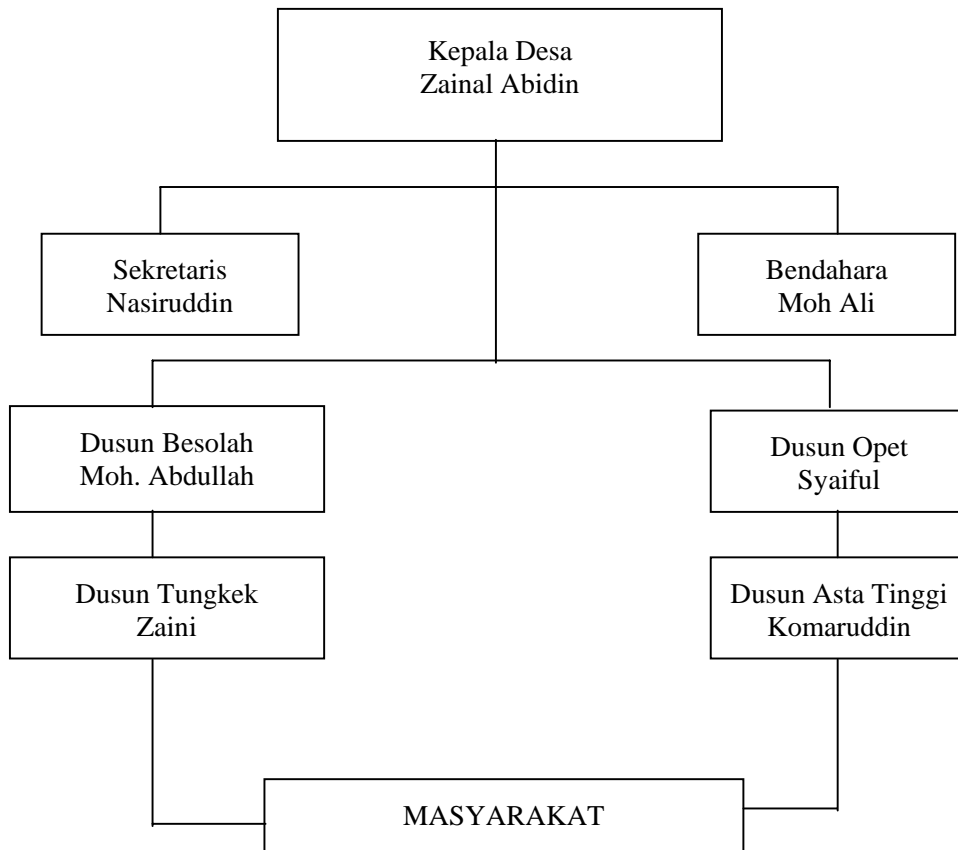 Kepala Desa
Zainal Abidin
Sekretaris
Nasiruddin
Bendahara
Moh Ali
Dusun Besolah
Moh. Abdullah
Dusun Opet
Syaiful
Dusun Tungkek
Zaini
Dusun Asta Tinggi
Komaruddin
MASYARAKAT